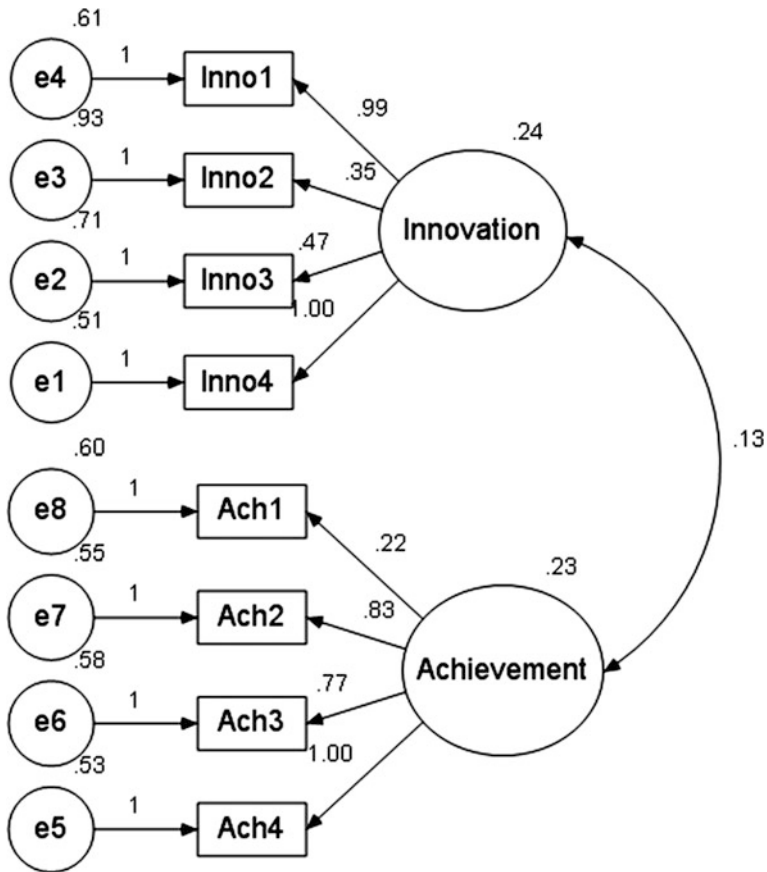 .61
e4
1
Inno1
.99
.24
.93
e3
1
Inno2
.35
Innovation
.71
e2
1
Inno3
.47
.51
e1
1
Inno4
1.00
.13
.60
e8
1
Ach1
.22
.23
.55
e7
1
Ach2
.83
Achievement
.58
e6
1
Ach3
.77
.53
e5
1
Ach4
1.00